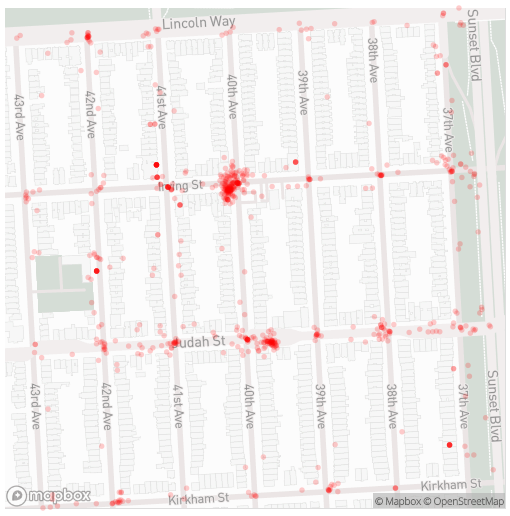 Lincoln Way
Sunset Blvd
43rd Ave
42nd Ave
41st Ave
40th Ave
39th Ave
38th Ave
37th Ave
Irving St
Judah St
43rd Ave
42nd Ave
41st Ave
40th Ave
39th Ave
38th Ave
37th Ave
Sunset Blvd
Kirkham St
Kirkham St
mapbox
© Mapbox © OpenStreetMap